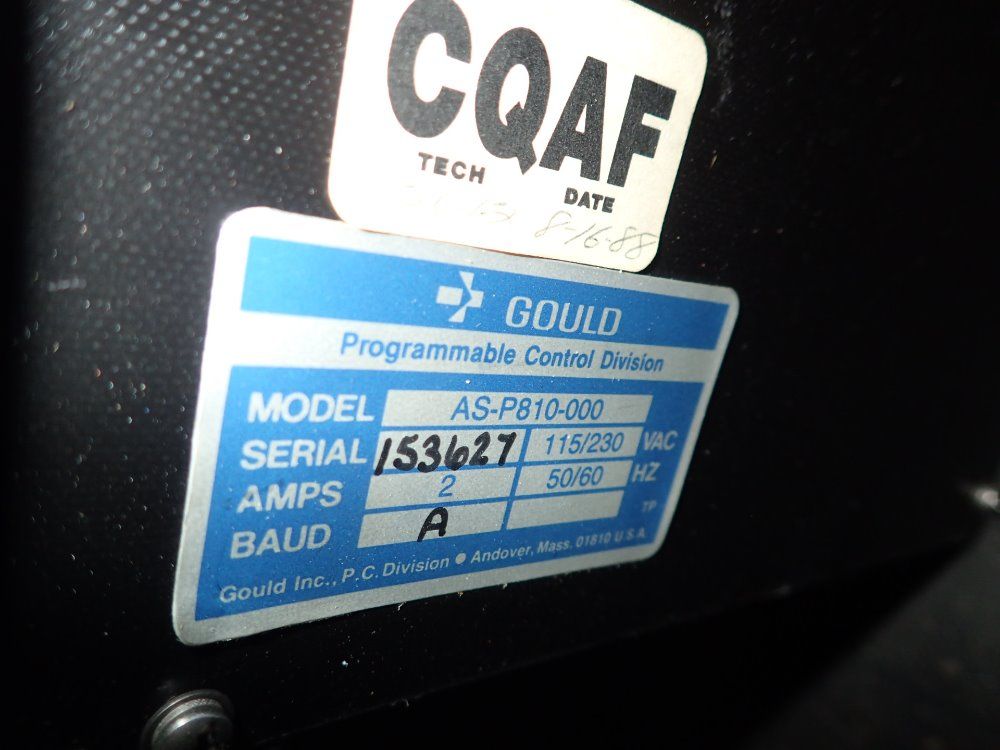 CQAF
TECH DATE
8-16-88
GOULD
Programmable Control Division
MODEL AS-P810-000
SERIAL 153627 115/230 VAC
AMPS 2 50/60 HZ
BAUD A TP
Gould Inc., P.C. Division • Andover, Mass. 01810 U.S.A.